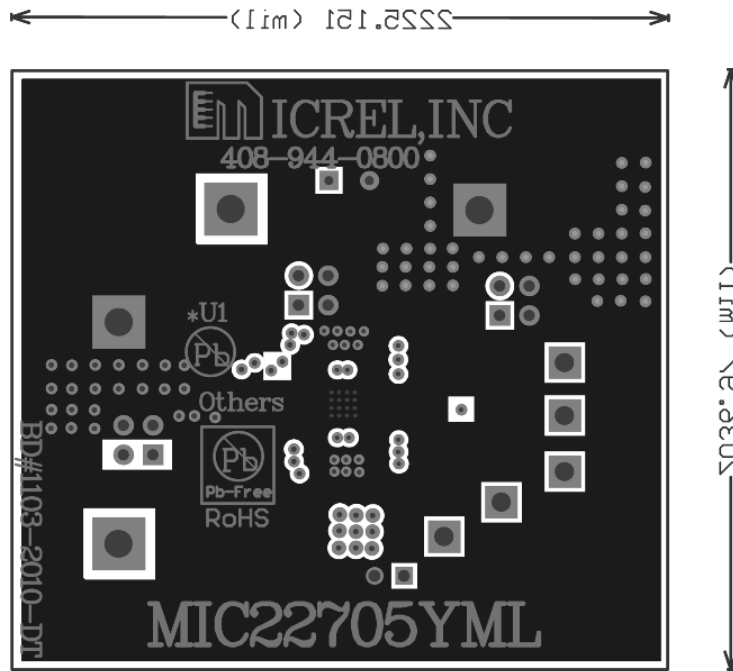 2225.151 (mil)
MICREL,INC
408-944-0800
*U1
Pb
Others
Pb
Pb-Free
RoHS
BD#1103-2010-DT
MIC22705YML
2036.97 (mil)